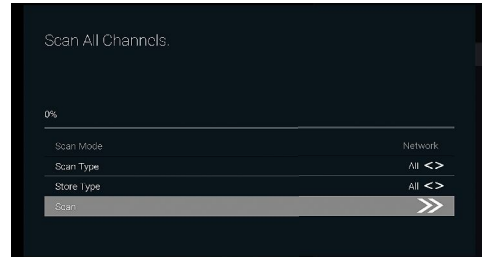 Scan All Channels.
0%
Scan Mode Network
Scan Type All <>
Store Type All <>
Scan >>